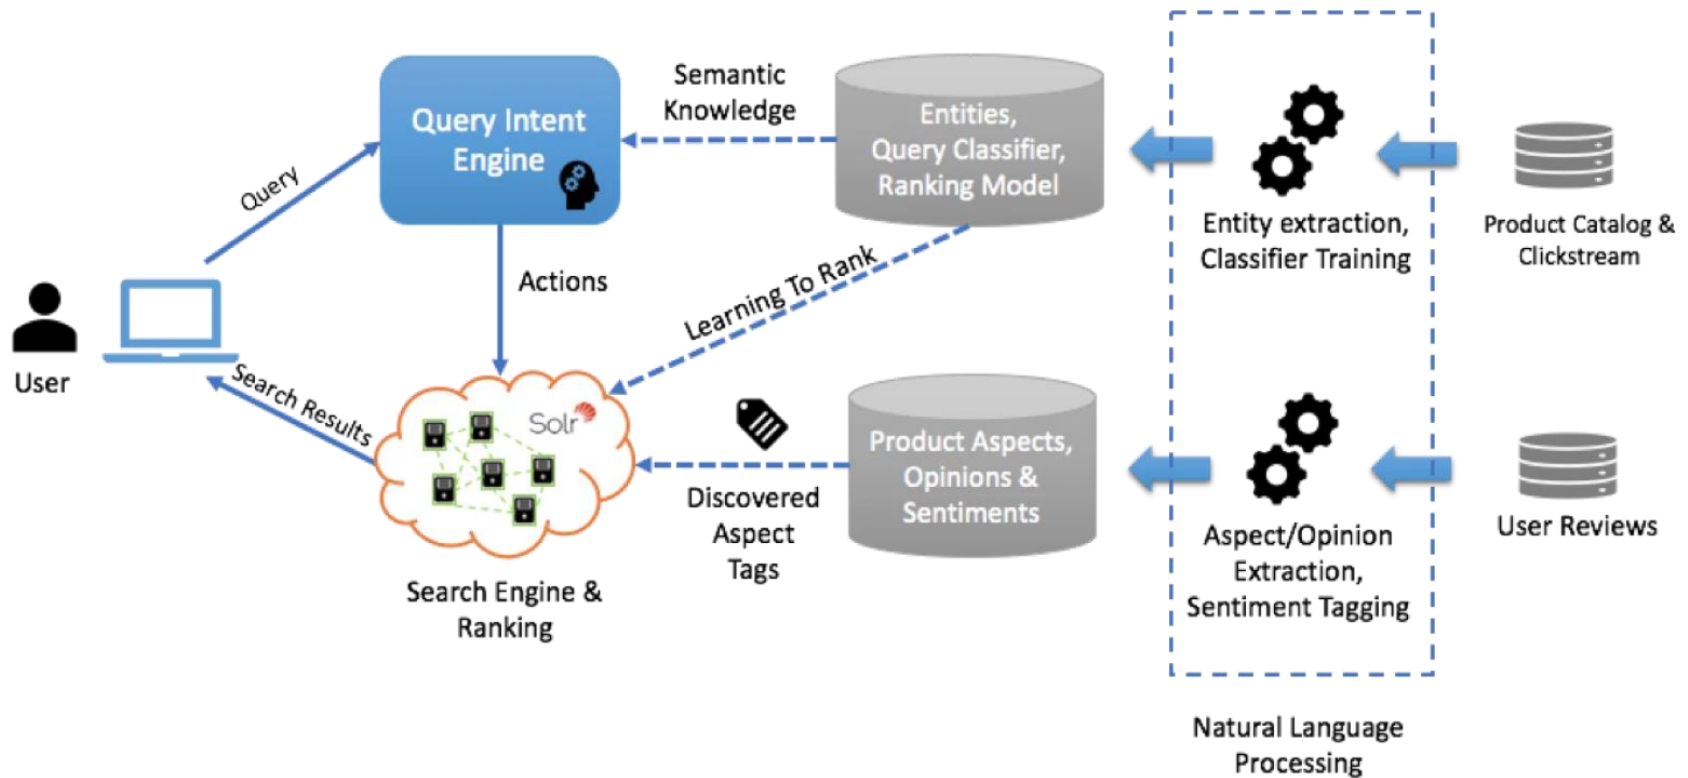 Query Intent
Engine
Semantic
Knowledge
Entities,
Query Classifier,
Ranking Model
Entity extraction,
Classifier Training
Product Catalog &
Clickstream
Query
Actions
Learning To Rank
User
Search Results
Solr
Search Engine &
Ranking
Discovered
Aspect
Tags
Product Aspects,
Opinions &
Sentiments
Aspect/Opinion
Extraction,
Sentiment Tagging
User Reviews
Natural Language
Processing